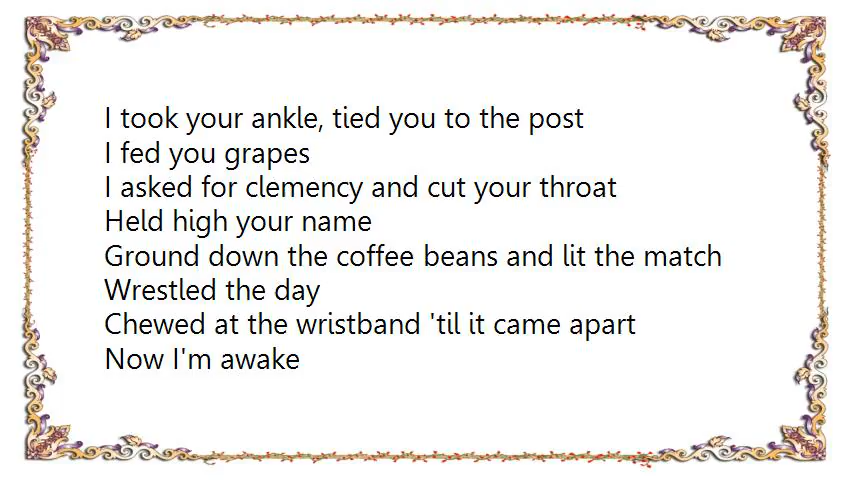 I took your ankle, tied you to the post
I fed you grapes
I asked for clemency and cut your throat
Held high your name
Ground down the coffee beans and lit the match
Wrestled the day
Chewed at the wristband 'til it came apart
Now I'm awake